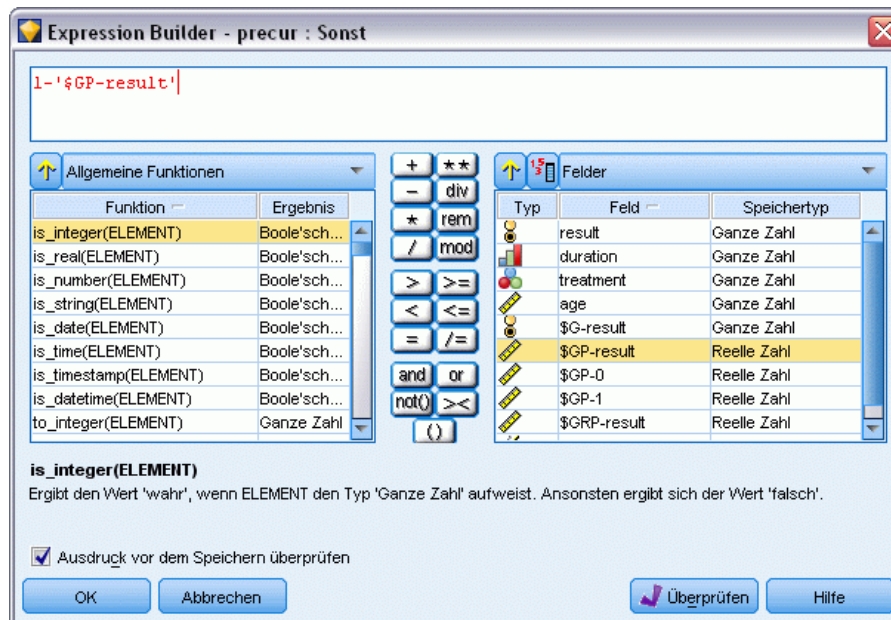 Expression Builder - precur : Sonst
1-'$GP-result'
Allgemeine Funktionen
Funktion Ergebnis
is_integer(ELEMENT) Boole'sch...
is_real(ELEMENT) Boole'sch...
is_number(ELEMENT) Boole'sch...
is_string(ELEMENT) Boole'sch...
is_date(ELEMENT) Boole'sch...
is_time(ELEMENT) Boole'sch...
is_timestamp(ELEMENT) Boole'sch...
is_datetime(ELEMENT) Boole'sch...
to_integer(ELEMENT) Ganze Zahl
+ **
- div
* rem
/ mod
> >=
< <=
= /=
and or
not() ><
()
Felder
Typ Feld Speichertyp
result Ganze Zahl
duration Ganze Zahl
treatment Ganze Zahl
age Ganze Zahl
$G-result Ganze Zahl
$GP-result Reelle Zahl
$GP-0 Reelle Zahl
$GP-1 Reelle Zahl
$GRP-result Reelle Zahl
is_integer(ELEMENT)
Ergibt den Wert 'wahr', wenn ELEMENT den Typ 'Ganze Zahl' aufweist. Ansonsten ergibt sich der Wert 'falsch'.
Ausdruck vor dem Speichern überprüfen
OK Abbrechen Überprüfen Hilfe